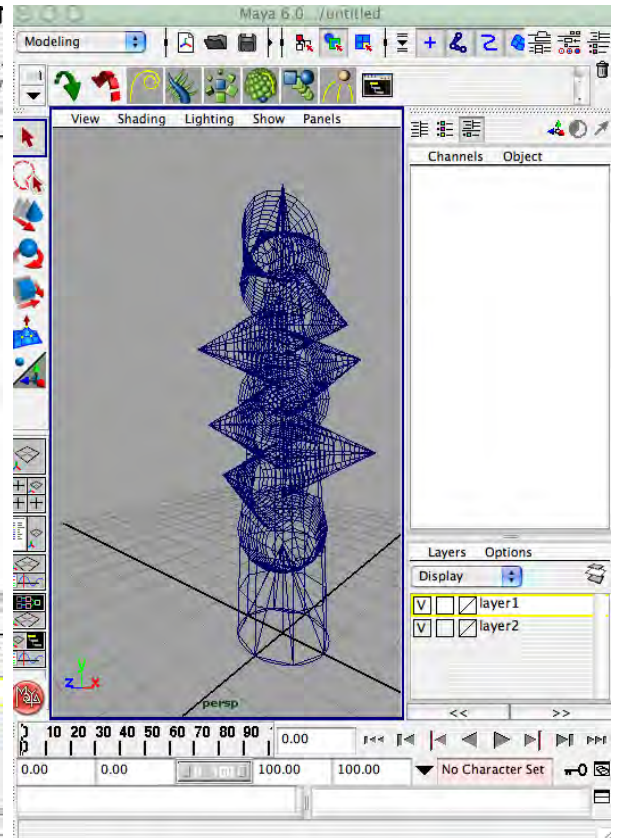 Maya 6.0 /untitled
Modeling
View Shading Lighting Show Panels
Channels Object
Layers Options
Display
V layer1
V layer2
y
z x
persp
<< >>
10 20 30 40 50 60 70 80 90 0.00
0.00 0.00 100.00 100.00 No Character Set